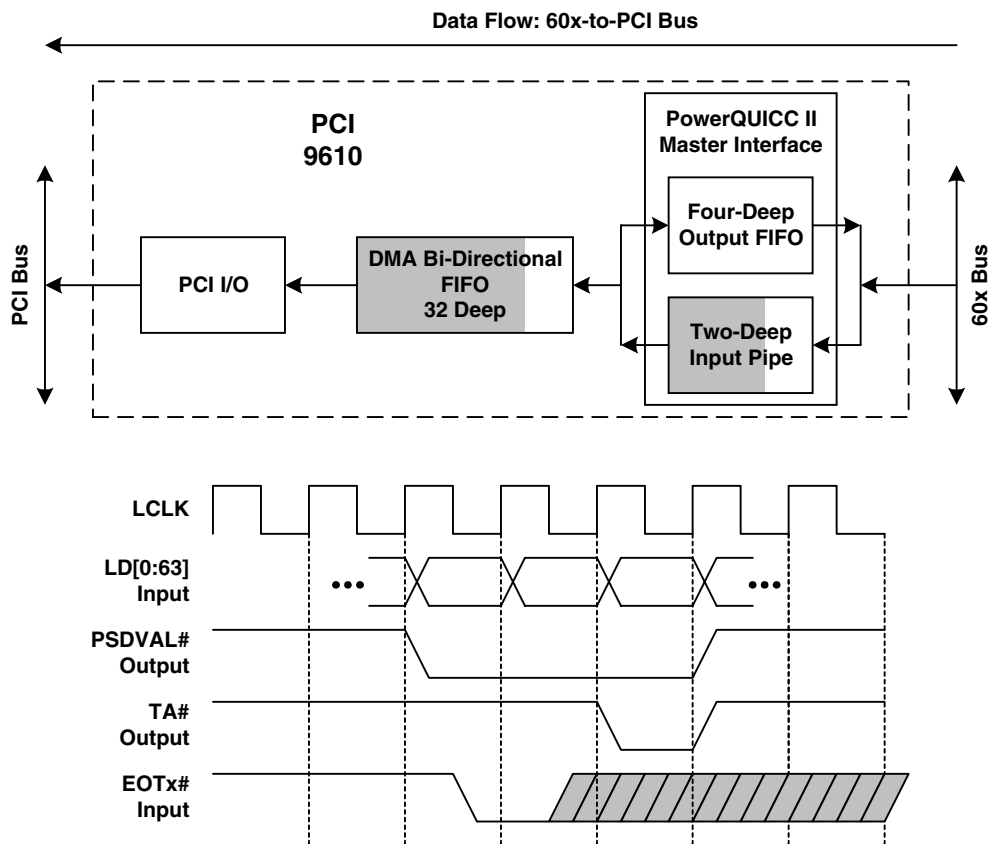 Data Flow: 60x-to-PCI Bus
PCI
9610
PowerQUICC II
Master Interface
Four-Deep
Output FIFO
Two-Deep
Input Pipe
DMA Bi-Directional
FIFO
32 Deep
PCI I/O
PCI Bus
60x Bus
LCLK
LD[0:63]
Input
PSDVAL#
Output
TA#
Output
EOTx#
Input